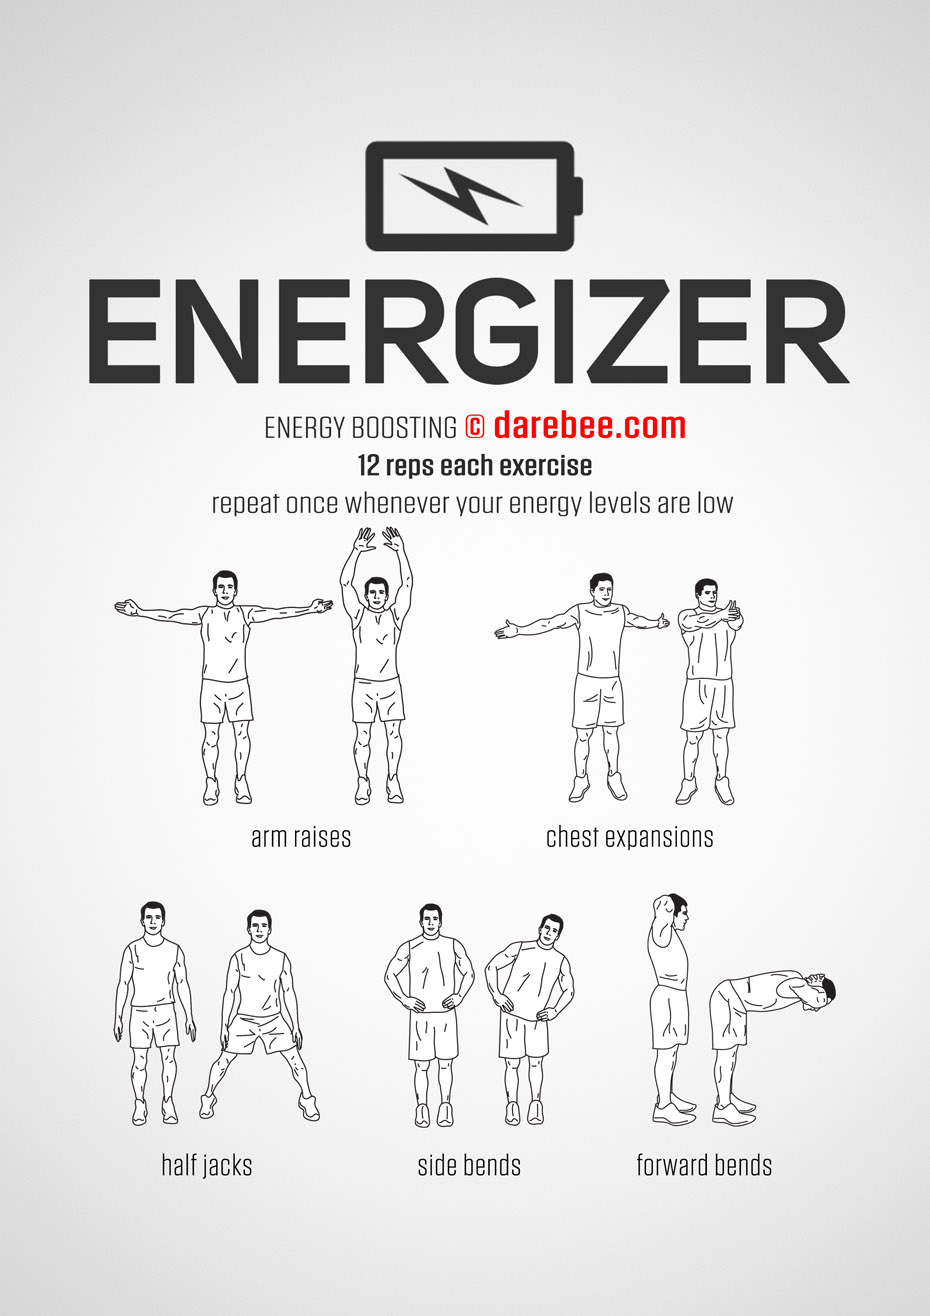 ENERGIZER
ENERGY BOOSTING © darebee.com
12 reps each exercise
repeat once whenever your energy levels are low
arm raises
chest expansions
half jacks
side bends
forward bends